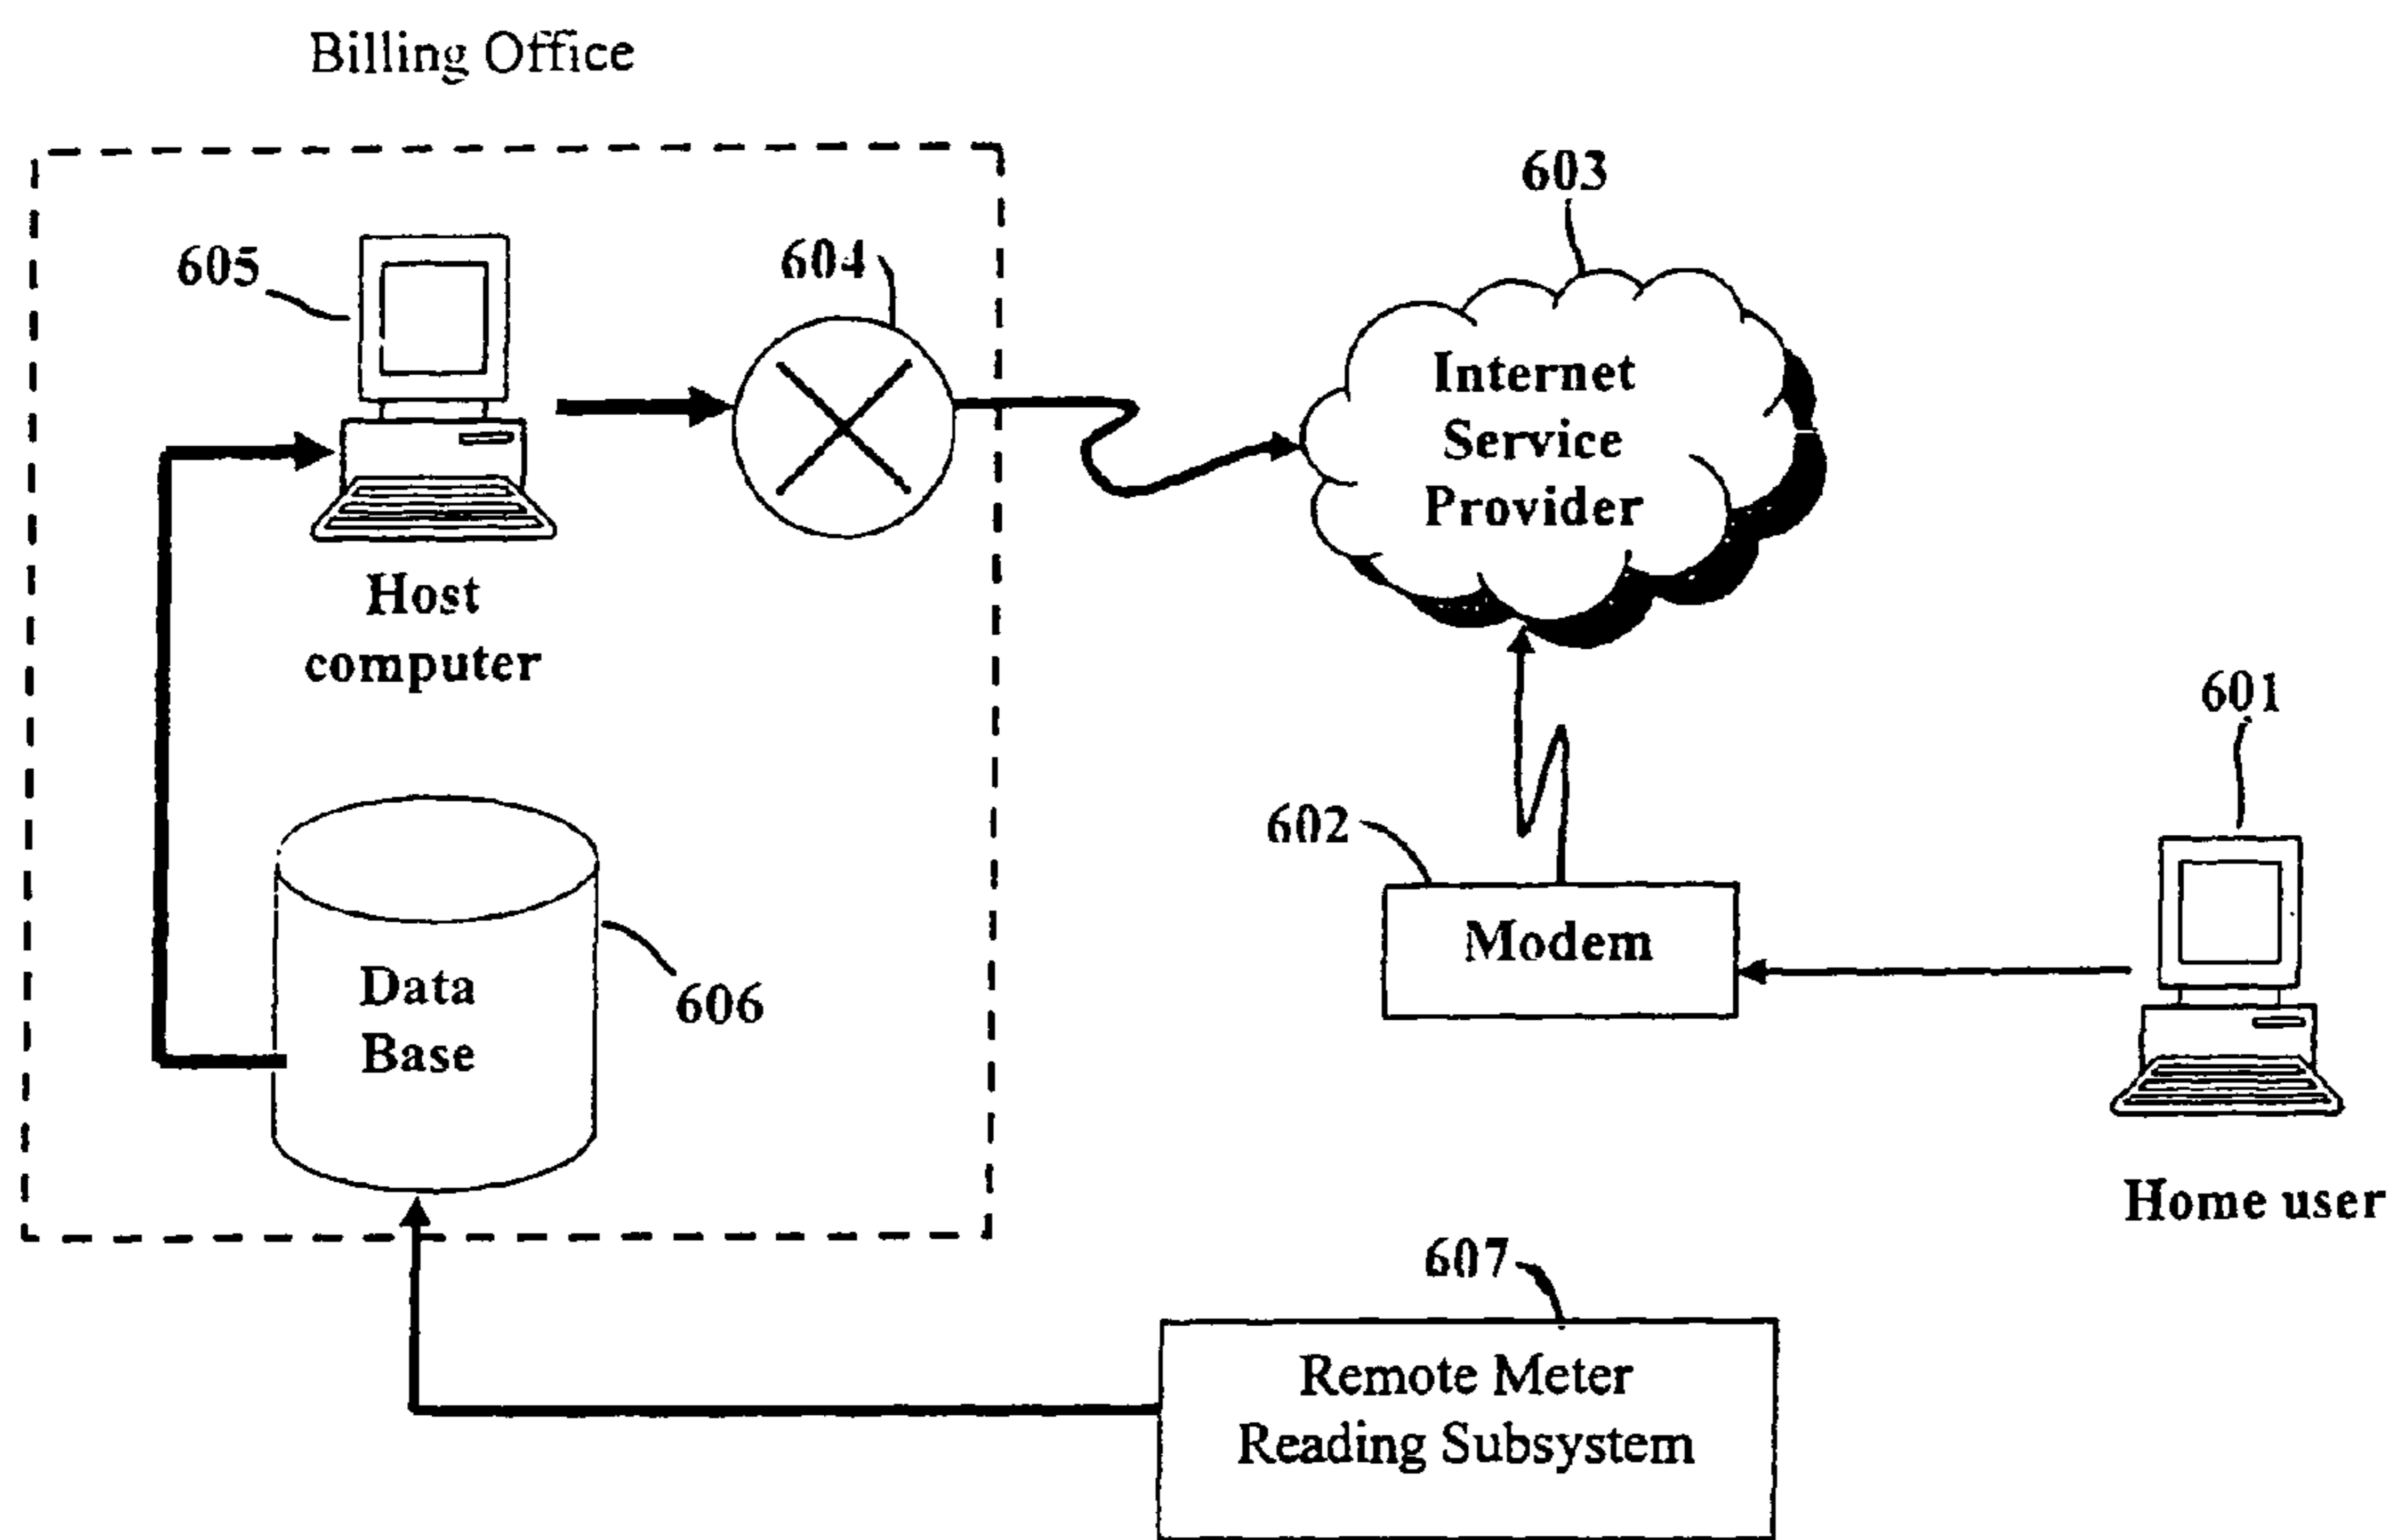 Billing Office
603
605
604
Internet
Service
Provider
Host
computer
601
602
Modem
Data
Base
606
Home user
607
Remote Meter
Reading Subsystem